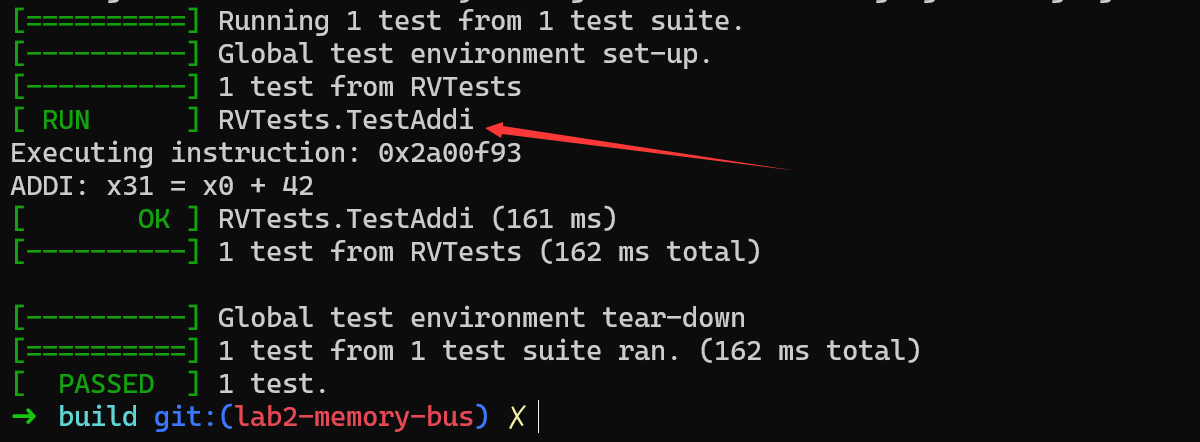 [==========] Running 1 test from 1 test suite.
[----------] Global test environment set-up.
[----------] 1 test from RVTests
[ RUN      ] RVTests.TestAddi
Executing instruction: 0x2a00f93
ADDI: x31 = x0 + 42
[       OK ] RVTests.TestAddi (161 ms)
[----------] 1 test from RVTests (162 ms total)
[----------] Global test environment tear-down
[==========] 1 test from 1 test suite ran. (162 ms total)
[  PASSED  ] 1 test.
➜ build git:(lab2-memory-bus) ✗